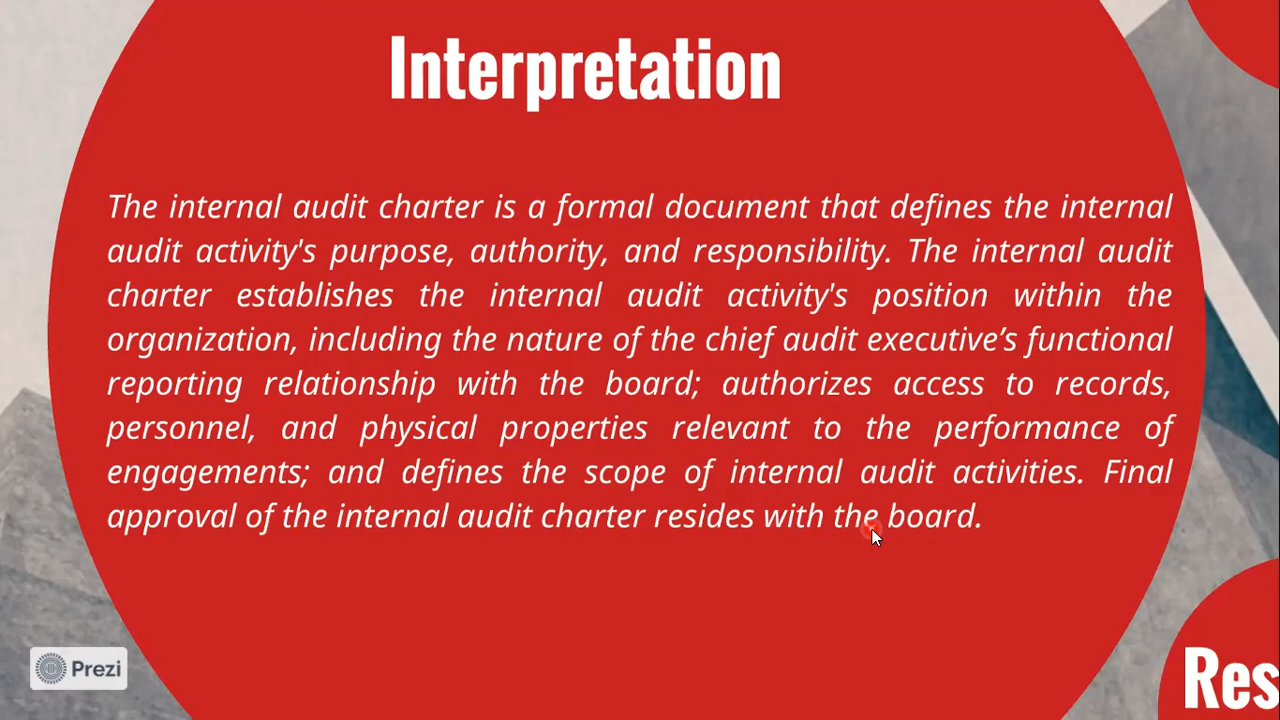 Interpretation
The internal audit charter is a formal document that defines the internal
audit activity's purpose, authority, and responsibility. The internal audit
charter establishes the internal audit activity's position within the
organization, including the nature of the chief audit executive’s functional
reporting relationship with the board; authorizes access to records,
personnel, and physical properties relevant to the performance of
engagements; and defines the scope of internal audit activities. Final
approval of the internal audit charter resides with the board.
Prezi
Res